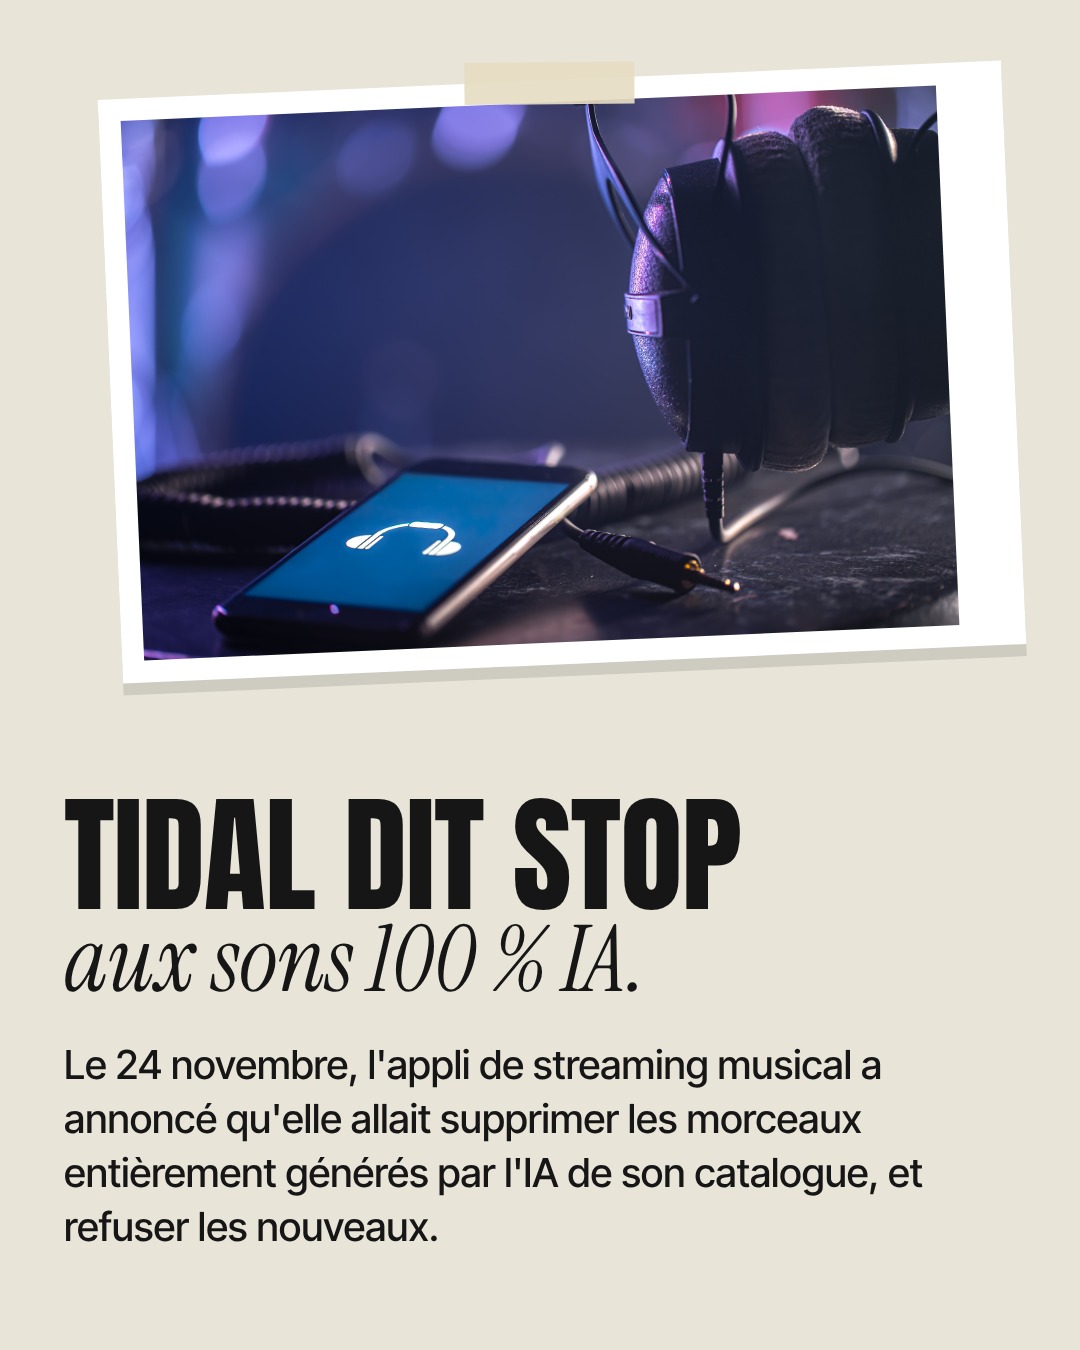 TIDAL DIT STOP
aux sons 100 % IA.
Le 24 novembre, l'appli de streaming musical a
annoncé qu'elle allait supprimer les morceaux
entièrement générés par l'IA de son catalogue, et
refuser les nouveaux.